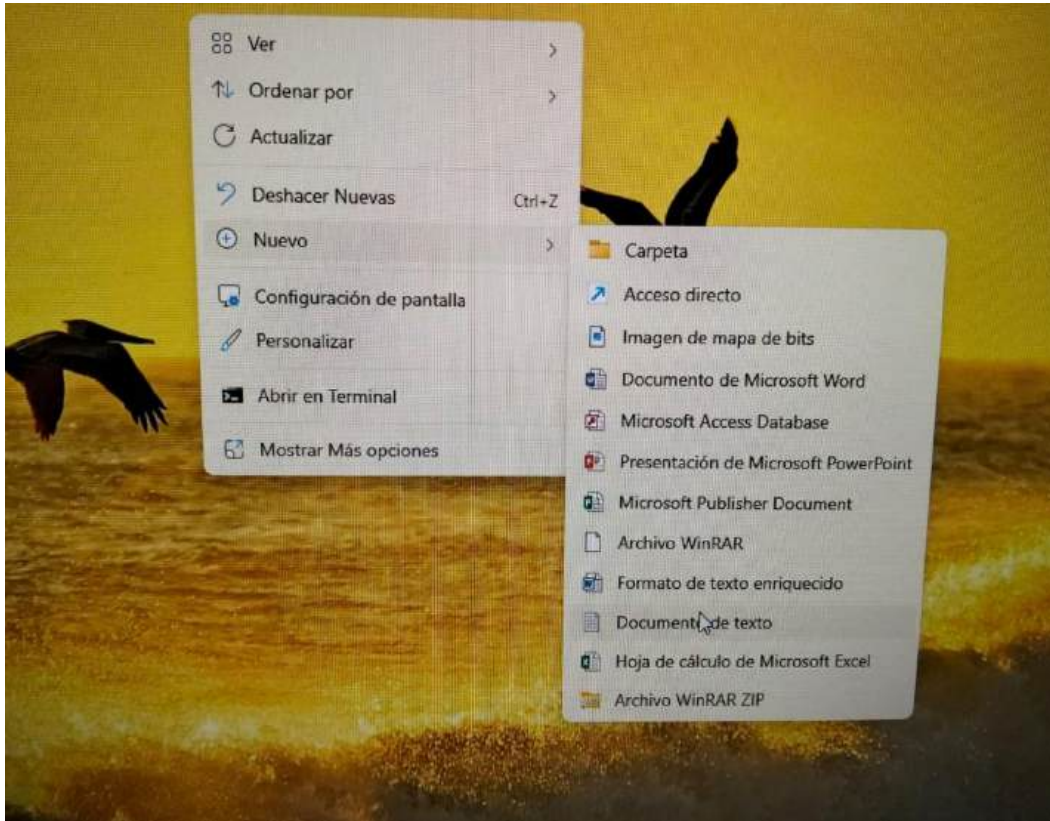 Ver
Ordenar por
Actualizar
Deshacer Nuevas Ctrl+Z
Nuevo
Configuración de pantalla
Personalizar
Abrir en Terminal
Mostrar Más opciones
Carpeta
Acceso directo
Imagen de mapa de bits
Documento de Microsoft Word
Microsoft Access Database
Presentación de Microsoft PowerPoint
Microsoft Publisher Document
Archivo WinRAR
Formato de texto enriquecido
Documento de texto
Hoja de cálculo de Microsoft Excel
Archivo WinRAR ZIP